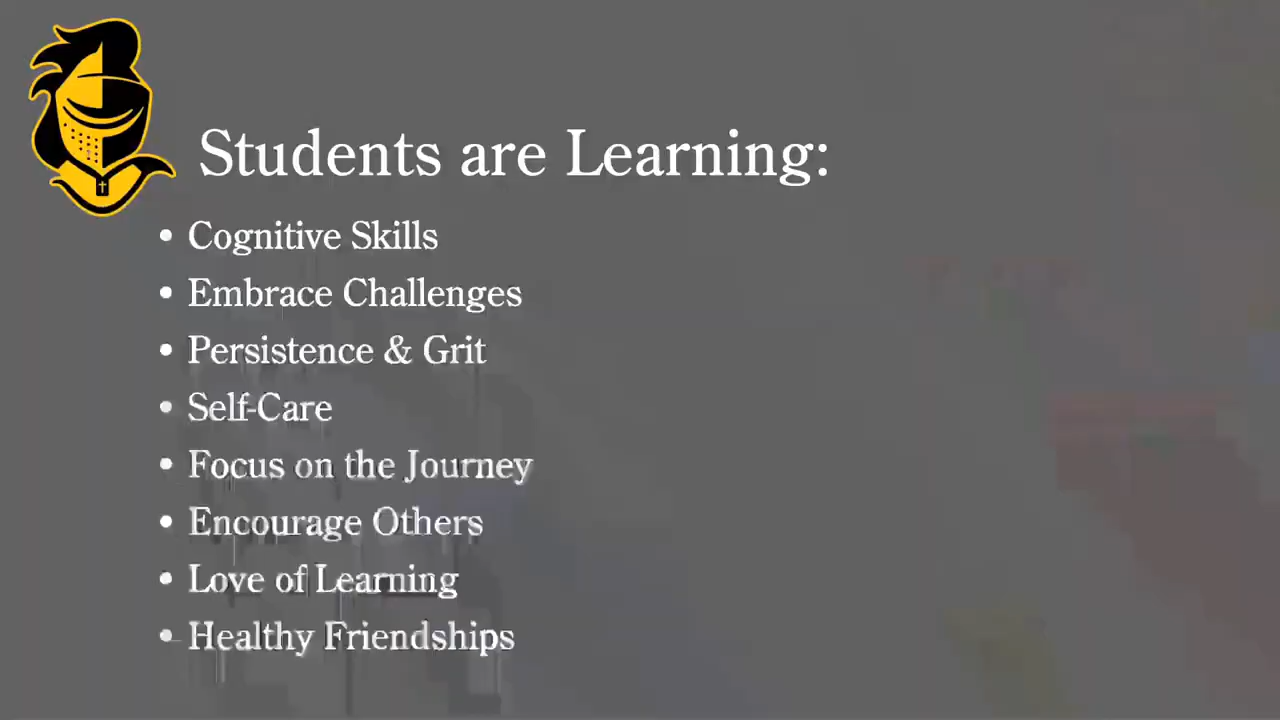 Students are Learning:
• Cognitive Skills
• Embrace Challenges
• Persistence & Grit
• Self-Care
• Focus on the Journey
• Encourage Others
• Love of Learning
• Healthy Friendships